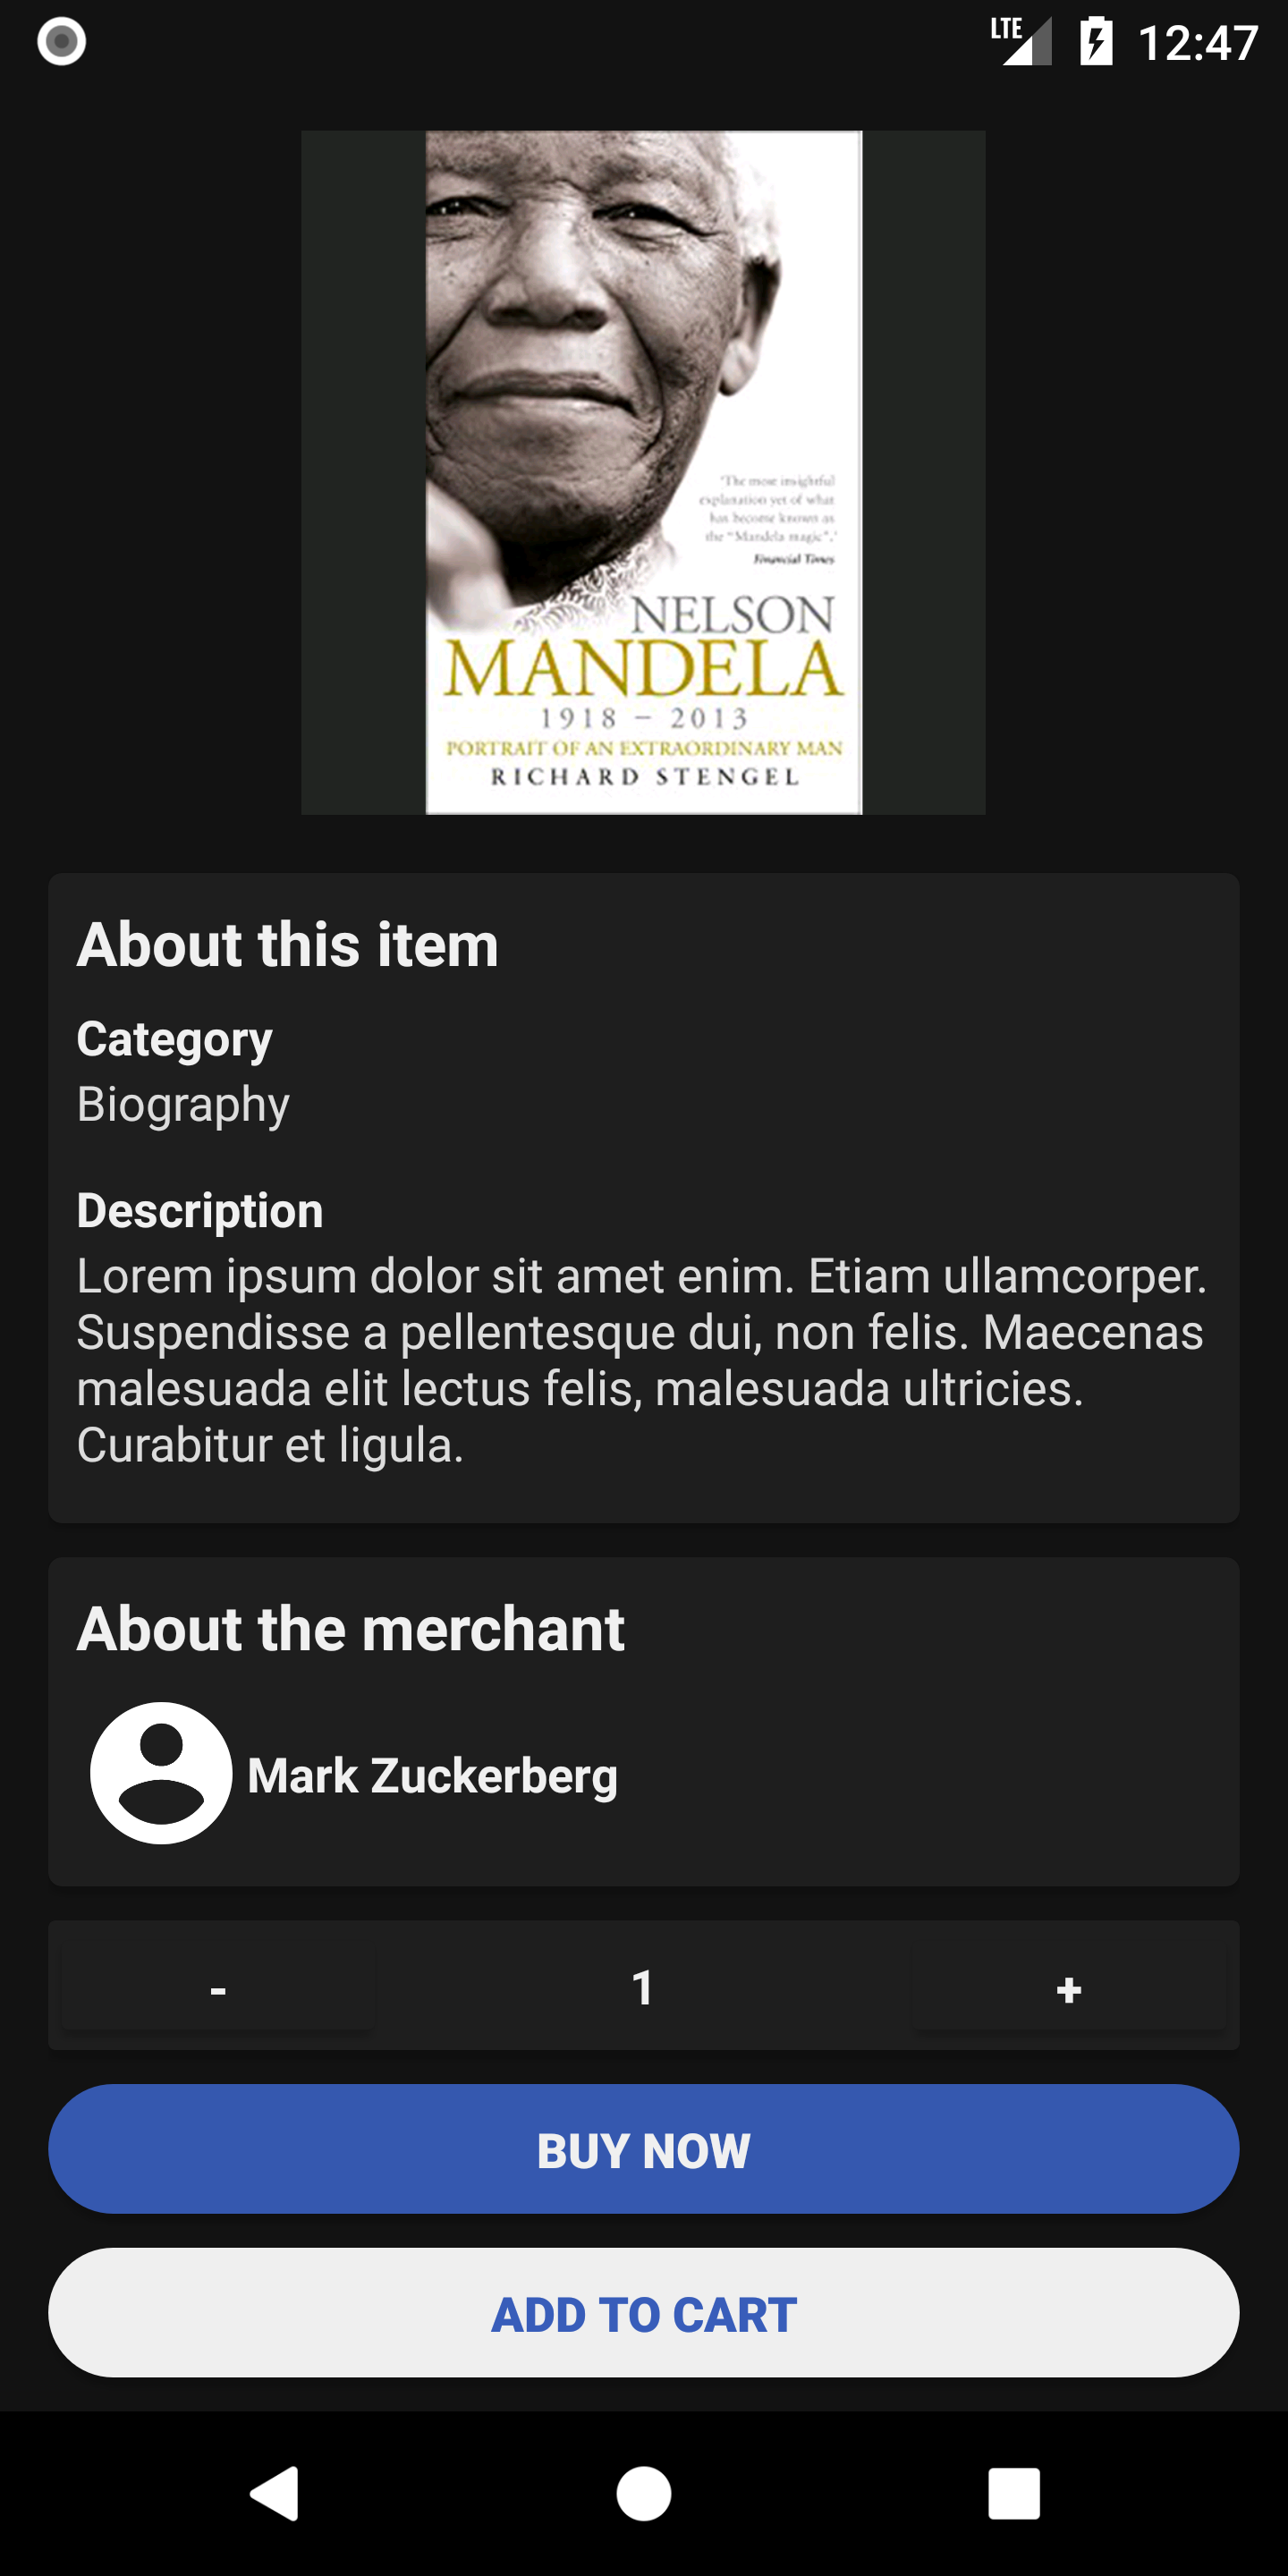 LTE 12:47
'The most insightful
explanation yet of what
has become known as
the "Mandela magic".'
Financial Times
NELSON
MANDELA
1918 – 2013
PORTRAIT OF AN EXTRAORDINARY MAN
RICHARD STENGEL
About this item
Category
Biography
Description
Lorem ipsum dolor sit amet enim. Etiam ullamcorper.
Suspendisse a pellentesque dui, non felis. Maecenas
malesuada elit lectus felis, malesuada ultricies.
Curabitur et ligula.
About the merchant
Mark Zuckerberg
- 1 +
BUY NOW
ADD TO CART